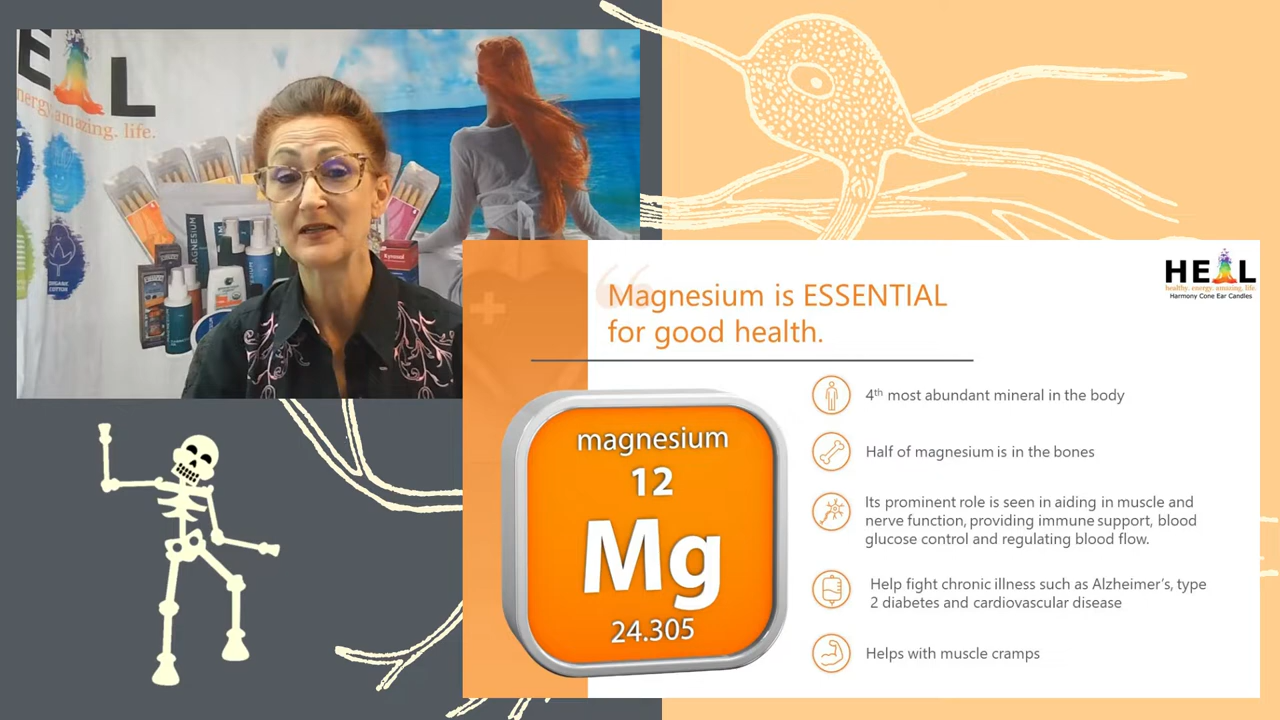 E L
energy. amazing. life.
ORGANIC
COTTON
MAGNESIUM
HEAL
healthy. energy. amazing. life.
Harmony Cone Ear Candles
“
Magnesium is ESSENTIAL
for good health.
magnesium
12
Mg
24.305
4th most abundant mineral in the body
Half of magnesium is in the bones
Its prominent role is seen in aiding in muscle and
nerve function, providing immune support, blood
glucose control and regulating blood flow.
Help fight chronic illness such as Alzheimer's, type
2 diabetes and cardiovascular disease
Helps with muscle cramps